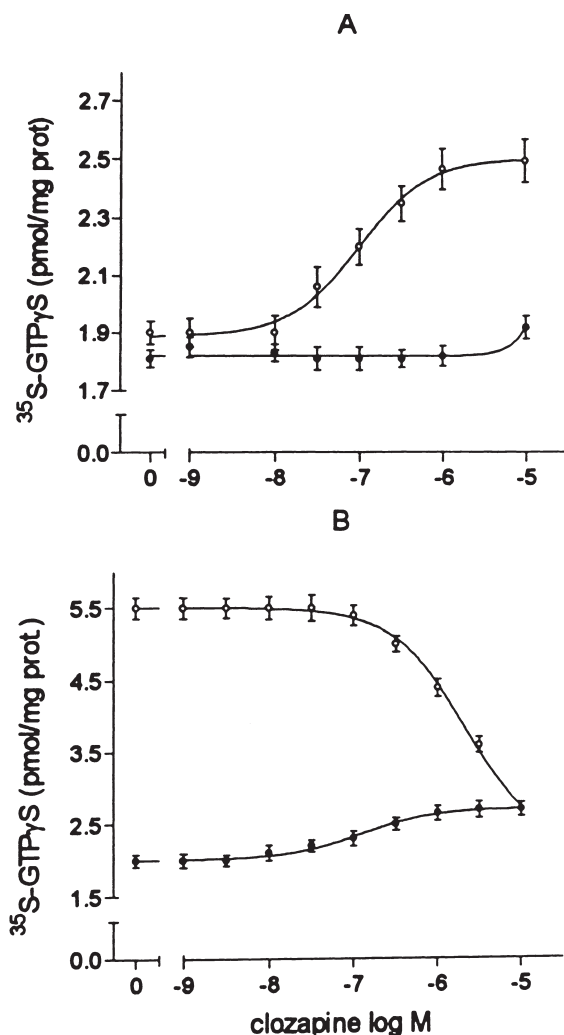 A
³⁵S-GTPγS (pmol/mg prot)
2.7
2.5
2.3
2.1
1.9
1.7
0.0
0 -9 -8 -7 -6 -5
B
³⁵S-GTPγS (pmol/mg prot.)
5.5
4.5
3.5
2.5
1.5
0.0
0 -9 -8 -7 -6 -5
clozapine log M